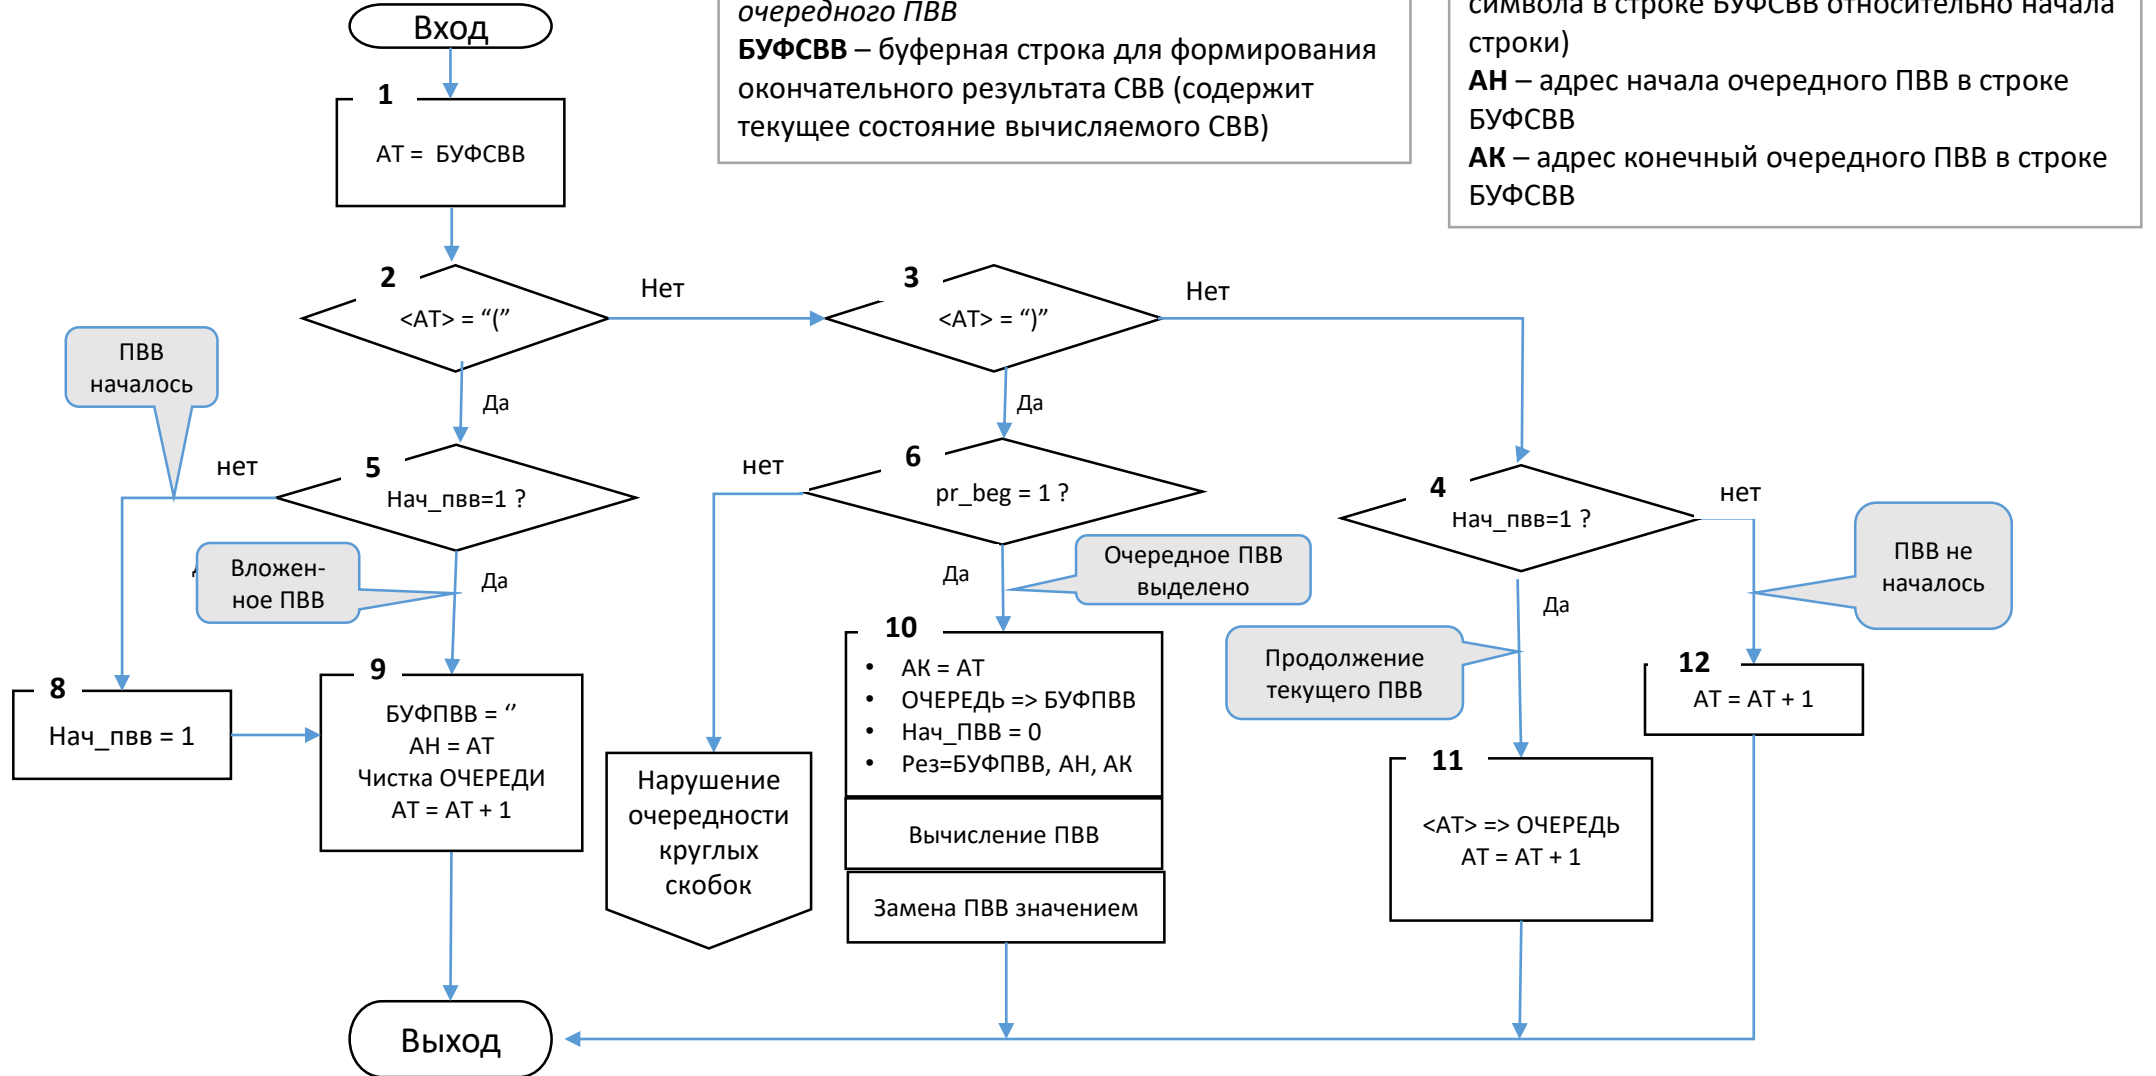 Вход
очередного ПВВ
БУФСВВ – буферная строка для формирования
окончательного результата СВВ (содержит
текущее состояние вычисляемого СВВ)
символа в строке БУФСВВ относительно начала
строки)
АН – адрес начала очередного ПВВ в строке
БУФСВВ
АК – адрес конечный очередного ПВВ в строке
БУФСВВ
1
АТ = БУФСВВ
2
<АТ> = “(”
Нет
3
<АТ> = “)”
Нет
ПВВ
началось
Да
Да
нет
5
Нач_пвв=1 ?
нет
6
pr_beg = 1 ?
4
Нач_пвв=1 ?
нет
Вложен-
ное ПВВ
Да
Да
Очередное ПВВ
выделено
Да
ПВВ не
началось
Продолжение
текущего ПВВ
8
Нач_пвв = 1
9
БУФПВВ = ‘’
АН = АТ
Чистка ОЧЕРЕДИ
АТ = АТ + 1
Нарушение
очередности
круглых
скобок
10
• АК = АТ
• ОЧЕРЕДЬ => БУФПВВ
• Нач_ПВВ = 0
• Рез=БУФПВВ, АН, АК
Вычисление ПВВ
Замена ПВВ значением
11
<АТ> => ОЧЕРЕДЬ
АТ = АТ + 1
12
АТ = АТ + 1
Выход